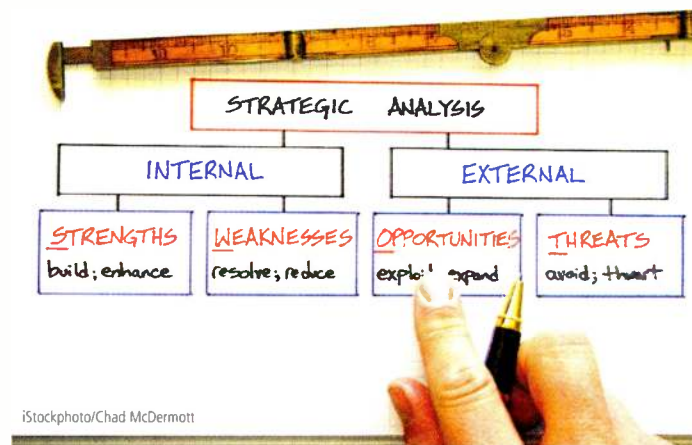 STRATEGIC ANALYSIS
INTERNAL EXTERNAL
STRENGTHS WEAKNESSES OPPORTUNITIES THREATS
build; enhance resolve; reduce expand avoid; thwart
iStockphoto/Chad McDermott